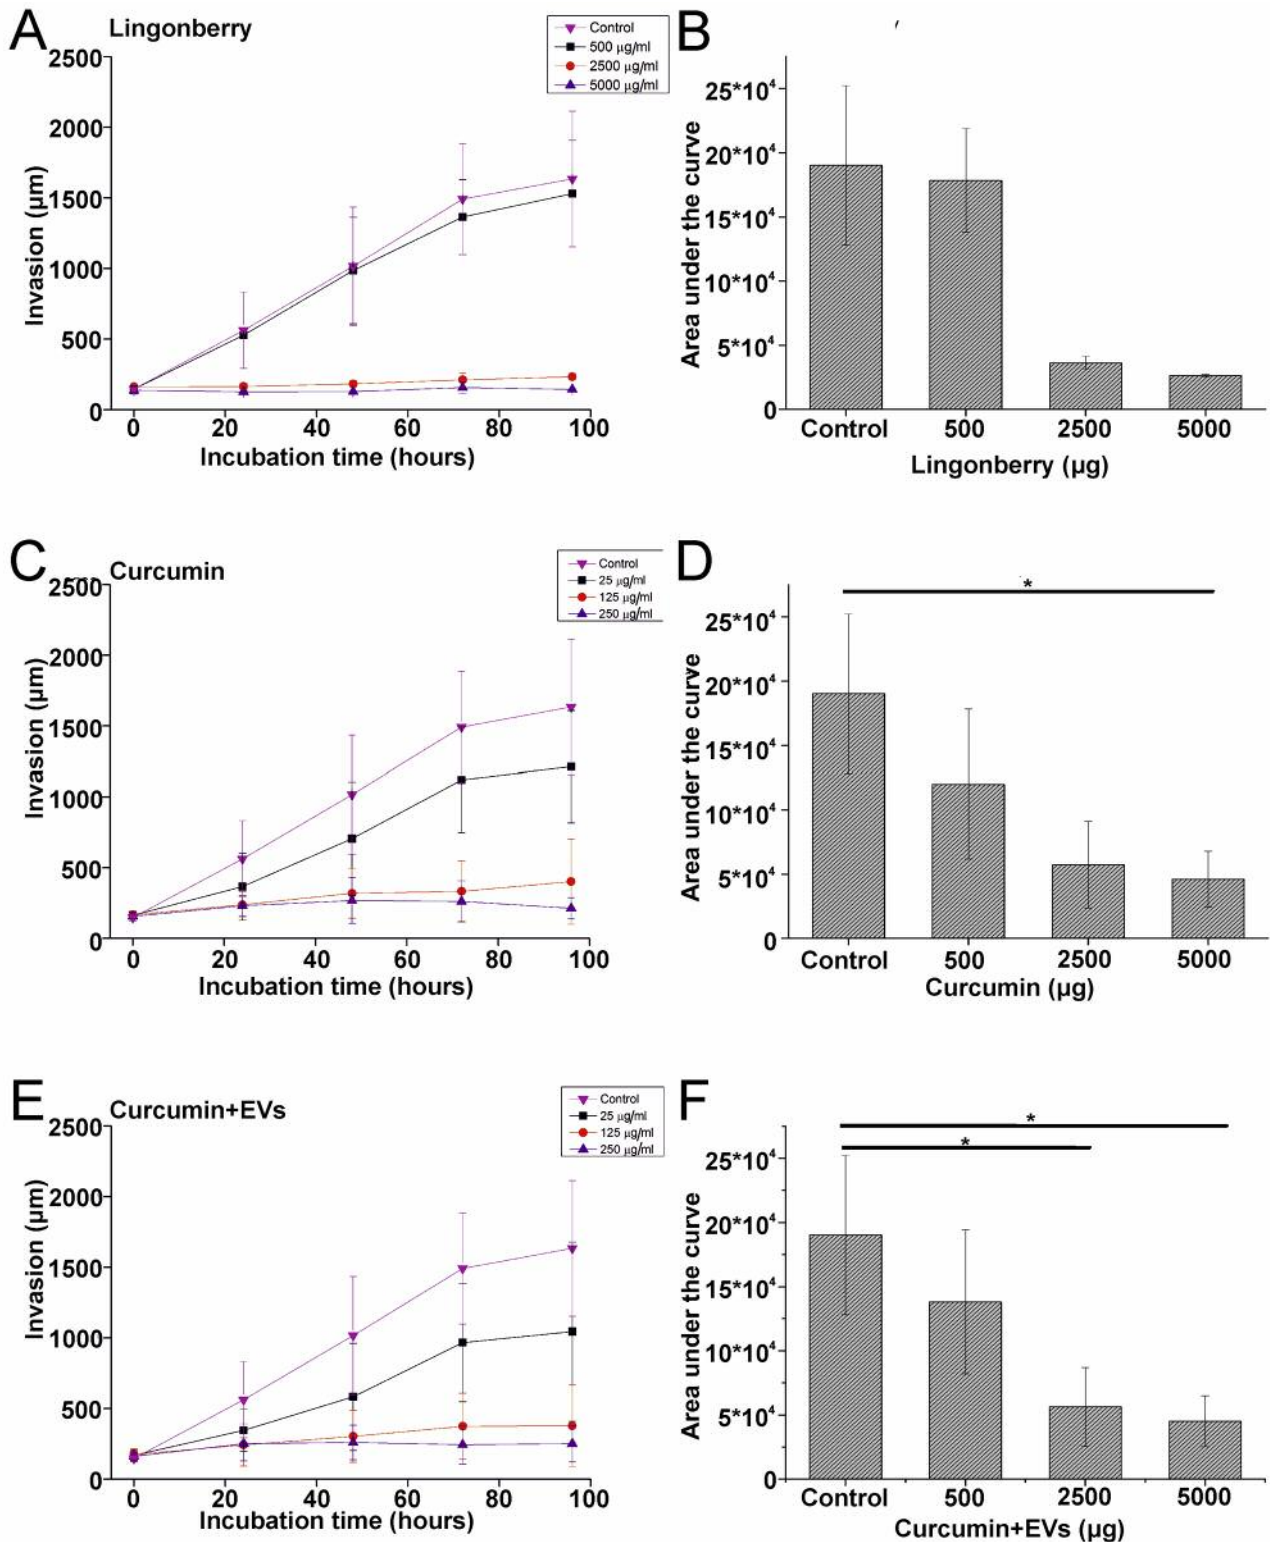 A
Lingonberry
Control
500 µg/ml
2500 µg/ml
5000 µg/ml
2500
2000
1500
1000
500
0
Invasion (µm)
0 20 40 60 80 100
Incubation time (hours)
B
25*10⁴
20*10⁴
15*10⁴
10*10⁴
5*10⁴
0
Area under the curve
Control 500 2500 5000
Lingonberry (µg)
C
Curcumin
Control
25 µg/ml
125 µg/ml
250 µg/ml
2500
2000
1500
1000
500
0
Invasion (µm)
0 20 40 60 80 100
Incubation time (hours)
D
*
25*10⁴
20*10⁴
15*10⁴
10*10⁴
5*10⁴
0
Area under the curve
Control 500 2500 5000
Curcumin (µg)
E
Curcumin+EVs
Control
25 µg/ml
125 µg/ml
250 µg/ml
2500
2000
1500
1000
500
0
Invasion (µm)
0 20 40 60 80 100
Incubation time (hours)
F
*
*
25*10⁴
20*10⁴
15*10⁴
10*10⁴
5*10⁴
0
Area under the curve
Control 500 2500 5000
Curcumin+EVs (µg)